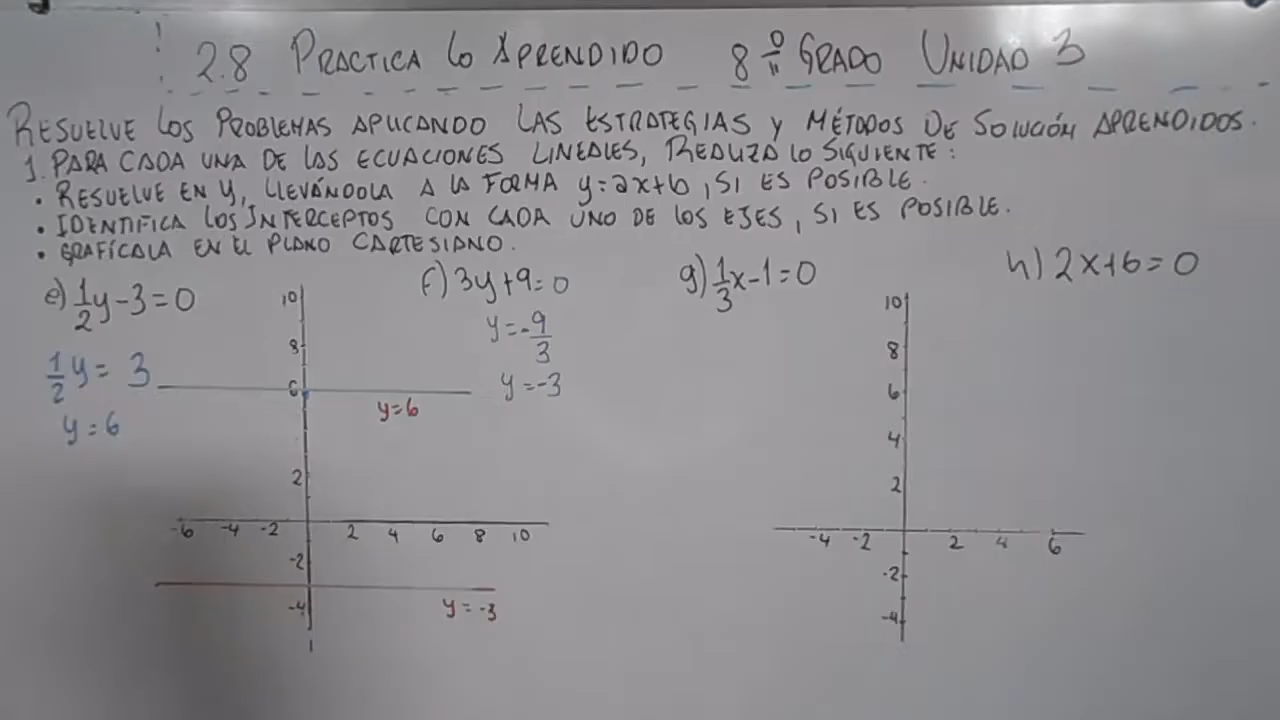 2.8 PRACTICA LO APRENDIDO 8º GRADO UNIDAD 3
RESUELVE LOS PROBLEMAS APLICANDO LAS ESTRATEGIAS Y MÉTODOS DE SOLUCIÓN APRENDIDOS.
1. PARA CADA UNA DE LAS ECUACIONES LINEALES, REALIZA LO SIGUIENTE:
• RESUELVE EN Y, LLEVÁNDOLA A LA FORMA y=ax+b, SI ES POSIBLE.
• IDENTIFICA LOS INTERCEPTOS CON CADA UNO DE LOS EJES, SI ES POSIBLE.
• GRAFÍCALA EN EL PLANO CARTESIANO.
e) 1/2 y-3=0
1/2 y = 3
y = 6
10
8
6
y=6
2
-6 -4 -2 2 4 6 8 10
-2
-4
y=-3
f) 3y+9=0
y=-9/3
y=-3
g) 1/3 x-1=0
10
8
6
4
2
-4 -2 2 4 6
-2
-4
h) 2x+6=0